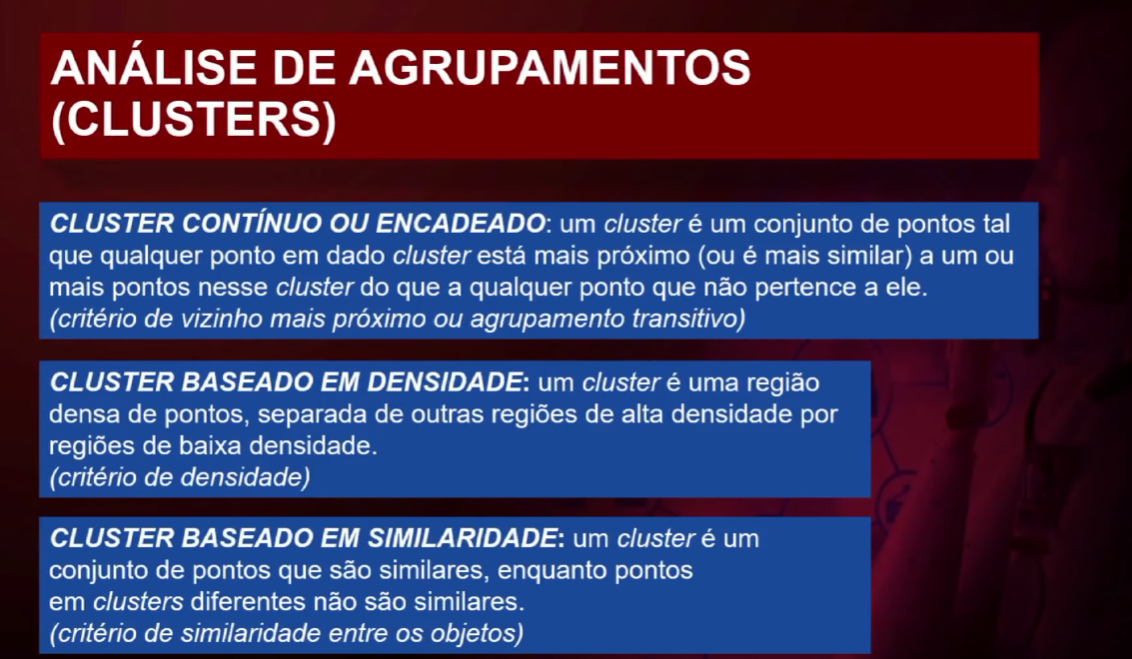 ANÁLISE DE AGRUPAMENTOS
(CLUSTERS)
CLUSTER CONTÍNUO OU ENCADEADO: um cluster é um conjunto de pontos tal
que qualquer ponto em dado cluster está mais próximo (ou é mais similar) a um ou
mais pontos nesse cluster do que a qualquer ponto que não pertence a ele.
(critério de vizinho mais próximo ou agrupamento transitivo)
CLUSTER BASEADO EM DENSIDADE: um cluster é uma região
densa de pontos, separada de outras regiões de alta densidade por
regiões de baixa densidade.
(critério de densidade)
CLUSTER BASEADO EM SIMILARIDADE: um cluster é um
conjunto de pontos que são similares, enquanto pontos
em clusters diferentes não são similares.
(critério de similaridade entre os objetos)